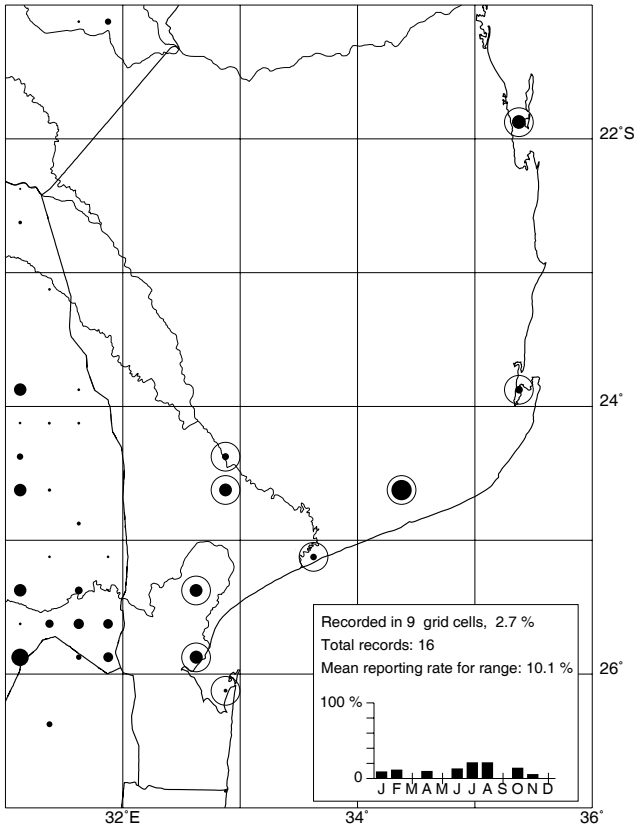 22°S
24°
26°
Recorded in 9 grid cells, 2.7 %
Total records: 16
Mean reporting rate for range: 10.1 %
100 %
0
J F M A M J J A S O N D
32°E 34° 36°